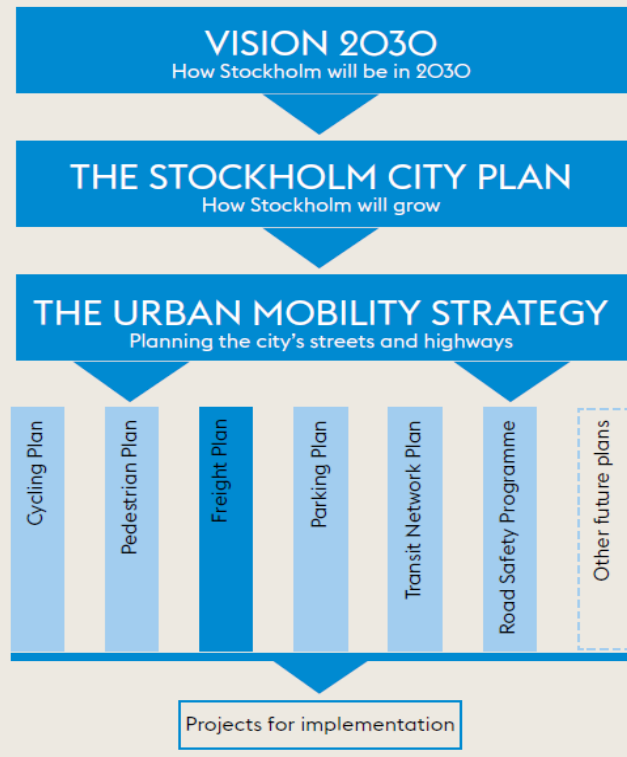 VISION 2030
How Stockholm will be in 2030
THE STOCKHOLM CITY PLAN
How Stockholm will grow
THE URBAN MOBILITY STRATEGY
Planning the city's streets and highways
Cycling Plan
Pedestrian Plan
Freight Plan
Parking Plan
Transit Network Plan
Road Safety Programme
Other future plans
Projects for implementation